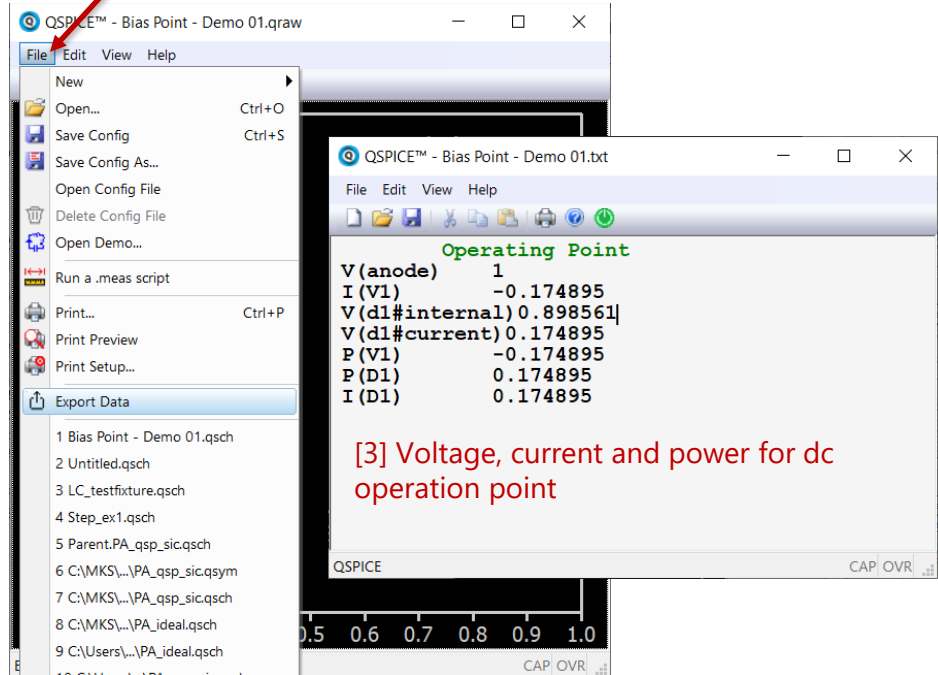 QSPICE™ - Bias Point - Demo 01.qraw
File Edit View Help
New
Open... Ctrl+O
Save Config Ctrl+S
Save Config As...
Open Config File
Delete Config File
Open Demo...
Run a .meas script
Print... Ctrl+P
Print Preview
Print Setup...
Export Data
1 Bias Point - Demo 01.qsch
2 Untitled.qsch
3 LC_testfixture.qsch
4 Step_ex1.qsch
5 Parent.PA_qsp_sic.qsch
6 C:\MKS\...\PA_qsp_sic.qsym
7 C:\MKS\...\PA_qsp_sic.qsch
8 C:\MKS\...\PA_ideal.qsch
9 C:\Users\...\PA_ideal.qsch
0.5 0.6 0.7 0.8 0.9 1.0
CAP OVR
QSPICE™ - Bias Point - Demo 01.txt
File Edit View Help
Operating Point
V(anode) 1
I(V1) -0.174895
V(d1#internal)0.898561
V(d1#current)0.174895
P(V1) -0.174895
P(D1) 0.174895
I(D1) 0.174895
[3] Voltage, current and power for dc
operation point
QSPICE CAP OVR